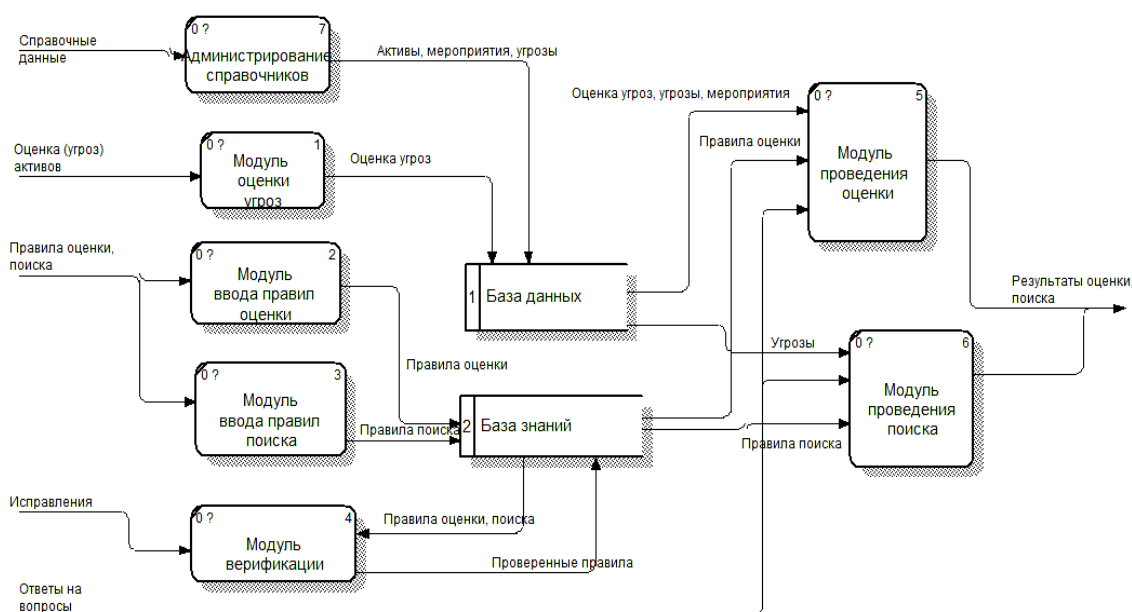 0 ?
7
Справочные
данные
Администрирование
справочников
Активы, мероприятия, угрозы
Оценка угроз, угрозы, мероприятия
0 ?
5
Модуль
проведения
оценки
Правила оценки
Оценка (угроз)
активов
0 ?
1
Модуль
оценки
угроз
Оценка угроз
Правила оценки,
поиска
0 ?
2
Модуль
ввода правил
оценки
1
База данных
Результаты оценки,
поиска
Угрозы
0 ?
6
Модуль
проведения
поиска
Правила оценки
0 ?
3
Модуль
ввода правил
поиска
Правила поиска
2
База знаний
Правила поиска
Исправления
0 ?
4
Модуль
верификации
Правила оценки, поиска
Проверенные правила
Ответы на
вопросы